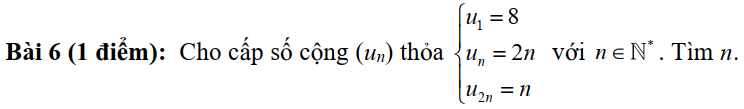 Bài 6 (1 điểm): Cho cấp số cộng (uₙ) thỏa { u₁ = 8
uₙ = 2n với n ∈ ℕ*. Tìm n.
u₂ₙ = n